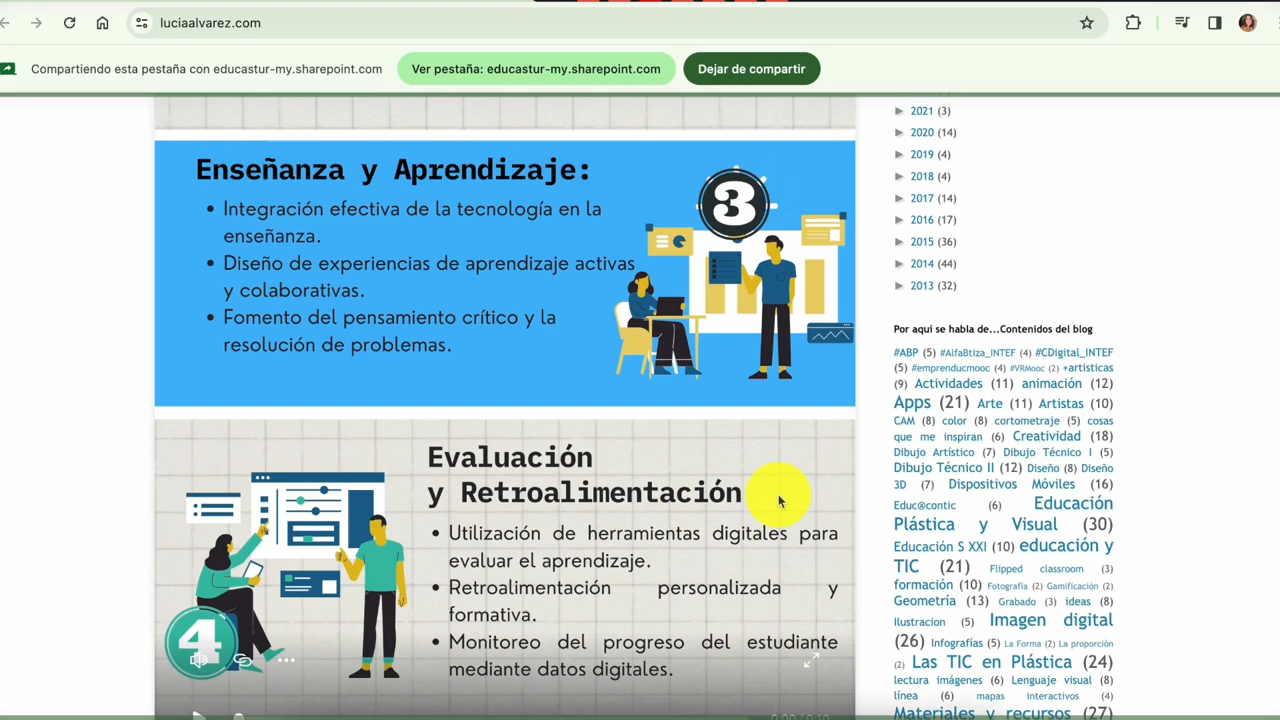 luciaalvarez.com
Compartiendo esta pestaña con educastur-my.sharepoint.com
Ver pestaña: educastur-my.sharepoint.com
Dejar de compartir
Enseñanza y Aprendizaje:
• Integración efectiva de la tecnología en la
enseñanza.
• Diseño de experiencias de aprendizaje activas
y colaborativas.
• Fomento del pensamiento crítico y la
resolución de problemas.
3
Evaluación
y Retroalimentación
• Utilización de herramientas digitales para
evaluar el aprendizaje.
• Retroalimentación personalizada y
formativa.
• Monitoreo del progreso del estudiante
mediante datos digitales.
4
► 2021 (3)
► 2020 (14)
► 2019 (4)
► 2018 (4)
► 2017 (14)
► 2016 (17)
► 2015 (36)
► 2014 (44)
► 2013 (32)
Por aquí se habla de...Contenidos del blog
#ABP (5) #AlfaBtiza_INTEF (4) #CDigital_INTEF
(5) #emprenducmooc (4) #VRMooc (2) +artisticas
(9) Actividades (11) animación (12)
Apps (21) Arte (11) Artistas (10)
CAM (8) color (8) cortometraje (5) cosas
que me inspiran (6) Creatividad (18)
Dibujo Artístico (7) Dibujo Técnico I (5)
Dibujo Técnico II (12) Diseño (8) Diseño
3D (7) Dispositivos Móviles (16)
Educ@contic (6) Educación
Plástica y Visual (30)
Educación S XXI (10) educación y
TIC (21) Flipped classroom (3)
formación (10) Fotografía (2) Gamificación (2)
Geometría (13) Grabado (3) ideas (8)
Ilustracion (5) Imagen digital
(26) Infografías (5) La Forma (2) La proporción
(2) Las TIC en Plástica (24)
lectura imágenes (6) Lenguaje visual (8)
línea (6) mapas interactivos (4)
Materiales y recursos (27)